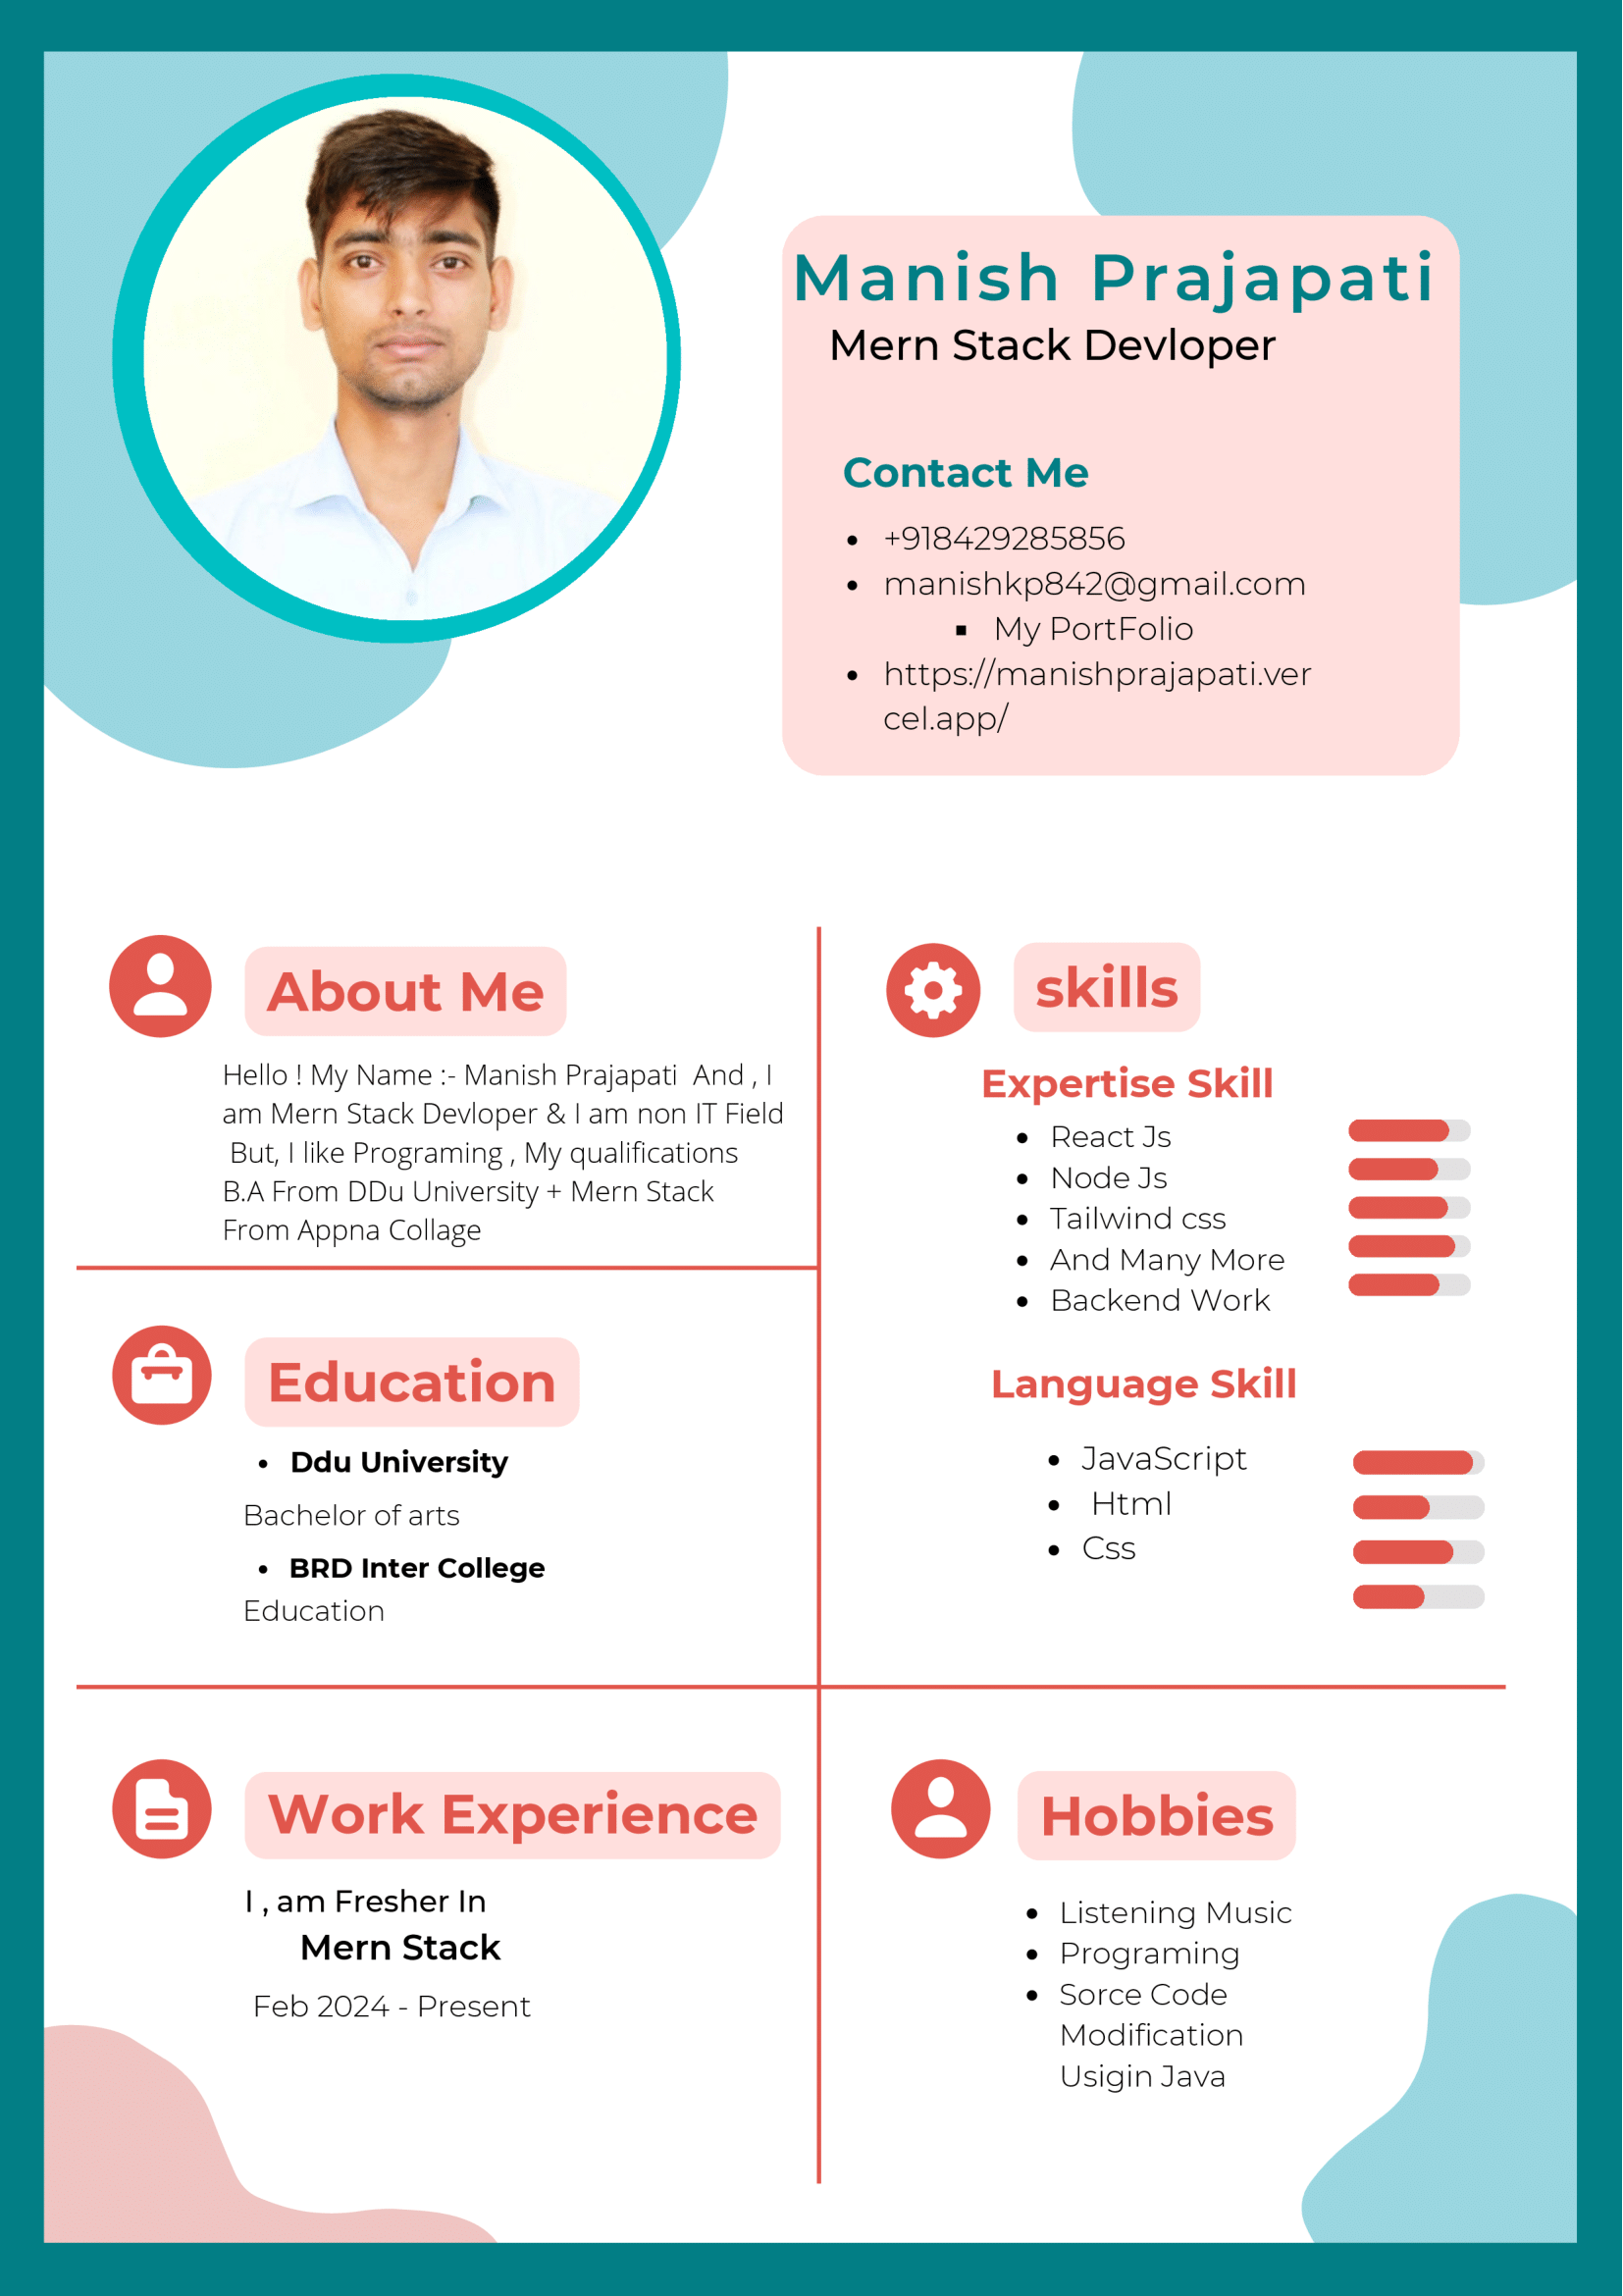 Manish Prajapati
Mern Stack Devloper
Contact Me
+918429285856
manishkp842@gmail.com
My PortFolio
https://manishprajapati.ver
cel.app/
About Me
Hello ! My Name :- Manish Prajapati  And , I
am Mern Stack Devloper & I am non IT Field
But, I like Programing , My qualifications
B.A From DDu University + Mern Stack
From Appna Collage
Education
Ddu University
Bachelor of arts
BRD Inter College
Education
Work Experience
I , am Fresher In
Mern Stack
Feb 2024 - Present
skills
Expertise Skill
React Js
Node Js
Tailwind css
And Many More
Backend Work
Language Skill
JavaScript
Html
Css
Hobbies
Listening Music
Programing
Sorce Code
Modification
Usigin Java